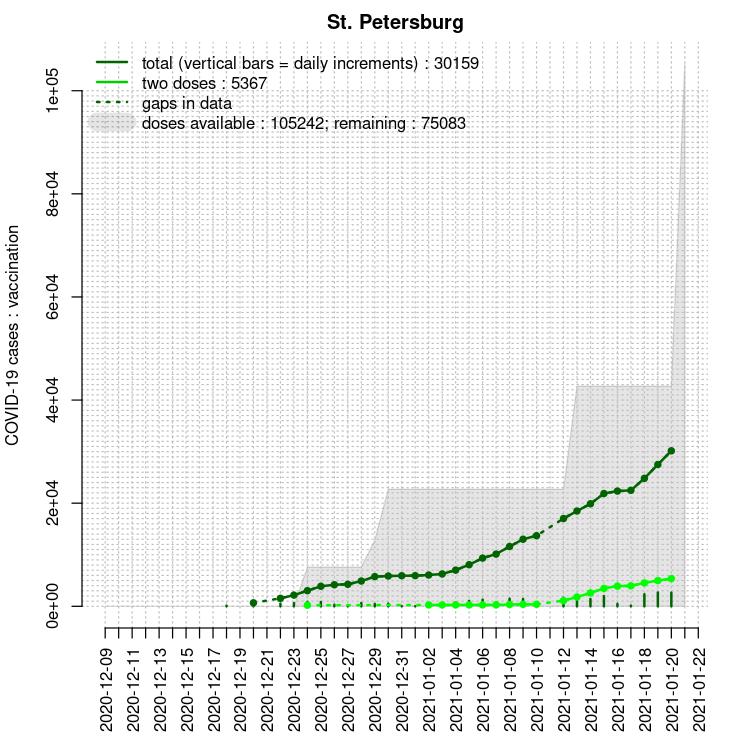 St. Petersburg
total (vertical bars = daily increments) : 30159
two doses : 5367
gaps in data
doses available : 105242; remaining : 75083
COVID-19 cases : vaccination
1e+05
8e+04
6e+04
4e+04
2e+04
0e+00
2020-12-09
2020-12-11
2020-12-13
2020-12-15
2020-12-17
2020-12-19
2020-12-21
2020-12-23
2020-12-25
2020-12-27
2020-12-29
2020-12-31
2021-01-02
2021-01-04
2021-01-06
2021-01-08
2021-01-10
2021-01-12
2021-01-14
2021-01-16
2021-01-18
2021-01-20
2021-01-22